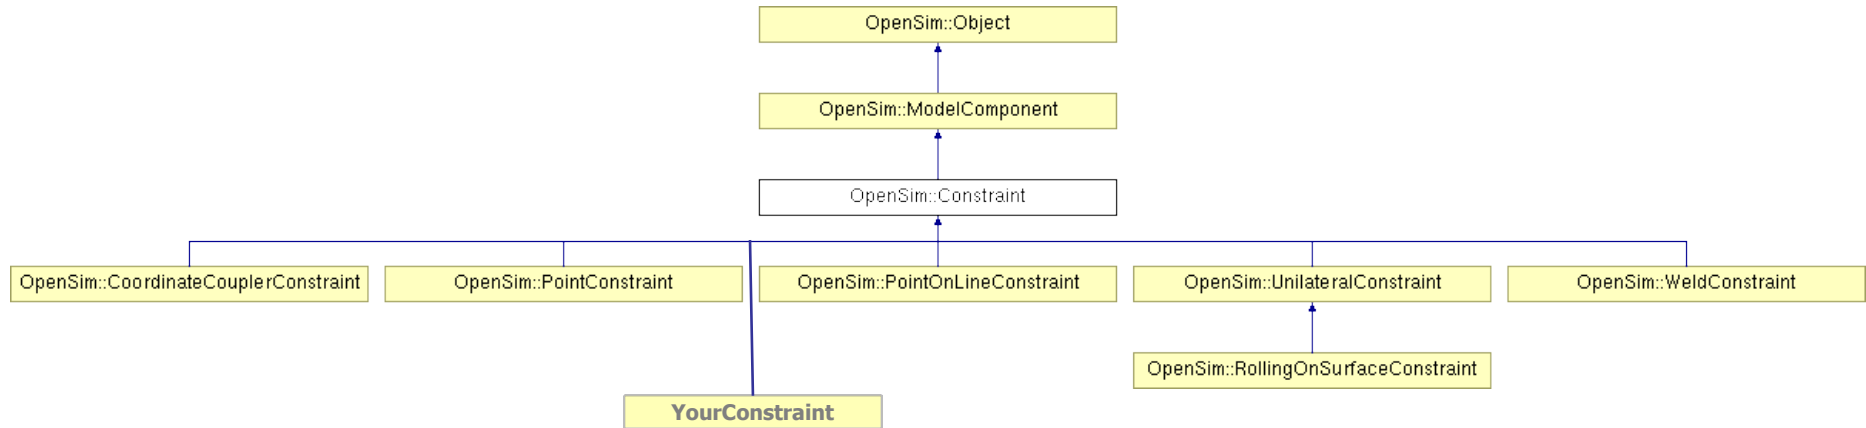 OpenSim::Object
OpenSim::ModelComponent
OpenSim::Constraint
OpenSim::CoordinateCouplerConstraint
OpenSim::PointConstraint
OpenSim::PointOnLineConstraint
OpenSim::UnilateralConstraint
OpenSim::WeldConstraint
OpenSim::RollingOnSurfaceConstraint
YourConstraint